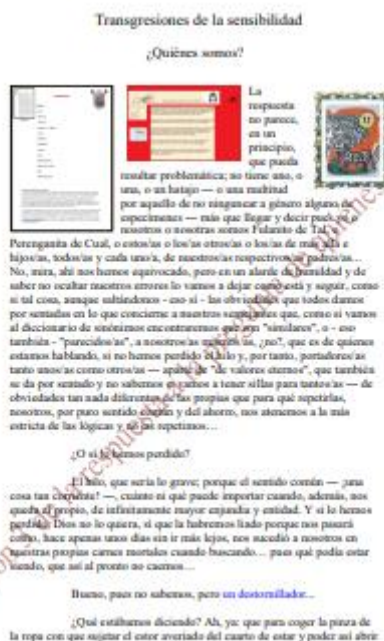 Transgresiones de la sensibilidad
¿Quiénes somos?
La
respuesta
no parece,
en un
principio,
que pueda
resultar problemática; no tiene uno, o
una, o un hatajo — o una multitud
por aquello de no ningunear a género alguno de
especímenes — más que llegar y decir pues yo o
nosotros o nosotras somos Fulanito de Tal
Perenganita de Cual, o estos/as o los/as otros/as o los/as de más allá e
hijos/as, todos/as y cada uno/a, de nuestros/as respectivos/as padres/as...
No, mira, ahí nos hemos equivocado, pero en un alarde de humildad y de
saber no ocultar nuestros errores lo vamos a dejar como está y seguir, como
si tal cosa, aunque saltándonos - eso sí - las obviedades que todos damos
por sentadas en lo que concierne a nuestros que, como si vamos
al diccionario de sinónimos encontraremos "similares", o - eso
también - "parecidos/as", a nosotros/as ¿no?, que es de quienes
estamos hablando, si no hemos perdido el hilo y, por tanto, portadores/as
tanto unos/as como otros/as — "de valores eternos", que también
se da por sentado y no sabemos si vamos a tener sillas para tantos/as — de
obviedades tan nada diferentes de las propias que para qué repetirlas,
nosotros, por puro sentido común y del ahorro, nos atenemos a la más
estricta de las lógicas y no las repetimos...
¿O si le hemos perdido?
El hilo, que sería lo grave; porque el sentido común — ¡una
cosa tan corriente! —, cuánto ni qué puede importar cuando, además, nos
queda el propio, de infinitamente mayor enjundia y entidad. Y si lo hemos
perdido, Dios no lo quiera, sí que la habremos liado porque nos pasará
como, hace apenas unos días sin ir más lejos, nos sucedió a nosotros en
nuestras propias carnes mortales cuando buscando... pues qué podía estar
siendo, que así al pronto no caemos...
Bueno, pues no sabemos, pero un destornillador...
¿Qué estábamos diciendo? Ah, ya: que para coger la pinza de
la ropa con que sujetar el estor averiado del cuarto de estar y poder así abrir